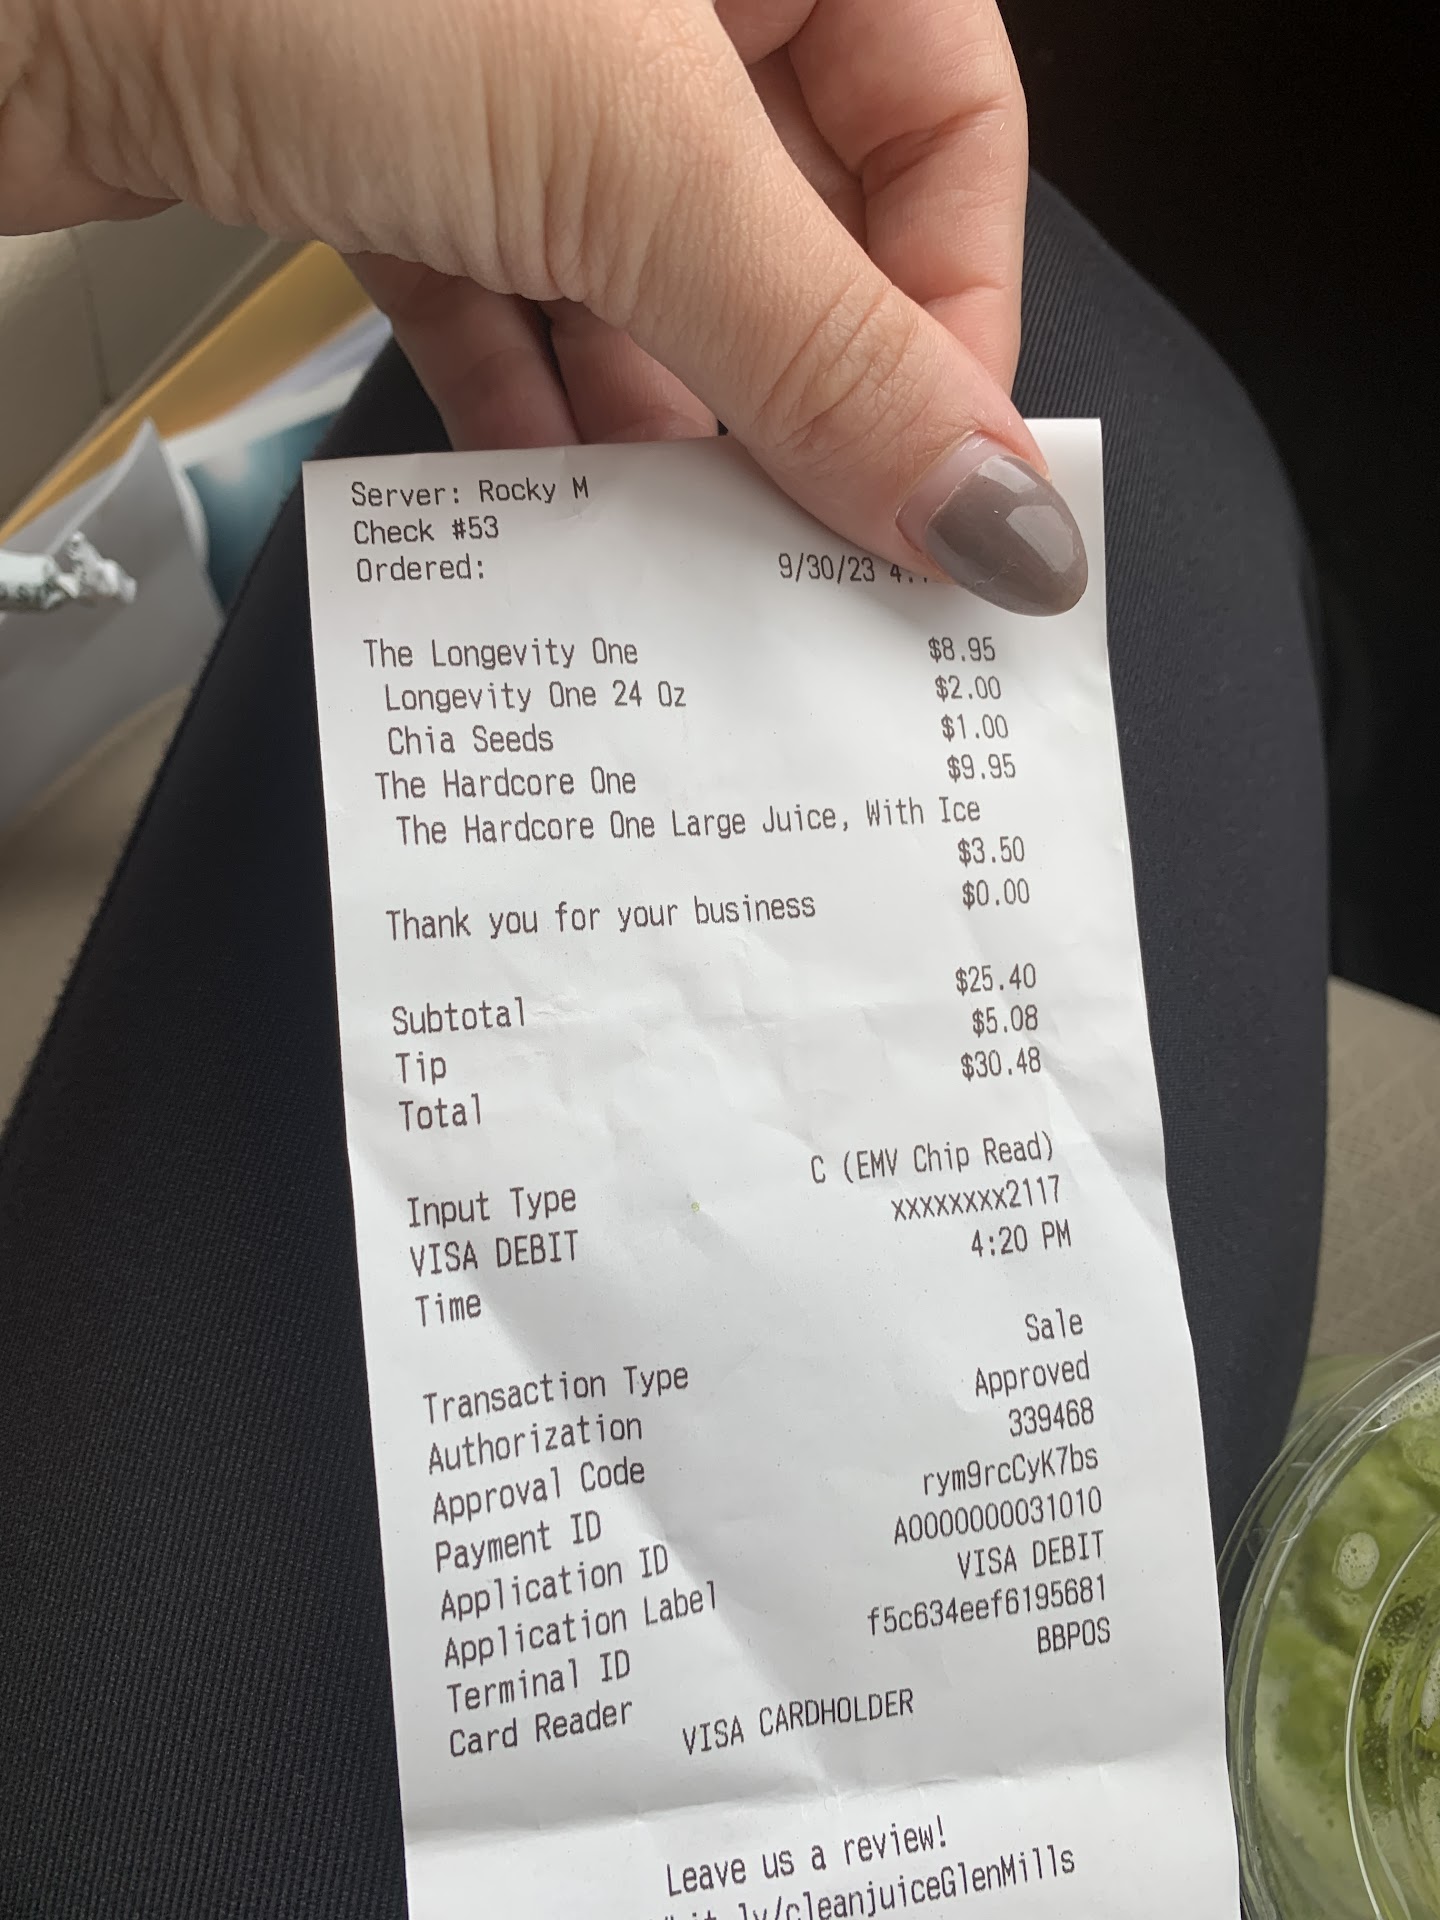 Server: Rocky M
Check #53
Ordered: 9/30/23
The Longevity One $8.95
Longevity One 24 Oz $2.00
Chia Seeds $1.00
The Hardcore One $9.95
The Hardcore One Large Juice, With Ice
$3.50
Thank you for your business $0.00
Subtotal $25.40
Tip $5.08
Total $30.48
Input Type C (EMV Chip Read)
VISA DEBIT xxxxxxxx2117
Time 4:20 PM
Transaction Type Sale
Authorization Approved
Approval Code 339468
Payment ID rym9rcCyK7bs
Application ID A0000000031010
Application Label VISA DEBIT
Terminal ID f5c634eef6195681
Card Reader BBPOS
VISA CARDHOLDER
Leave us a review!
ly/cleanjuiceGlenMills